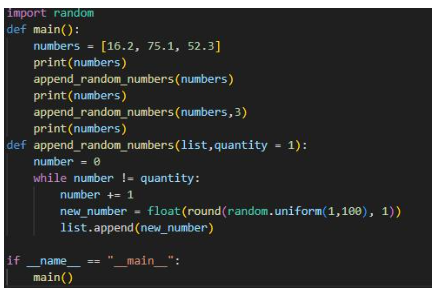 import random
def main():
    numbers = [16.2, 75.1, 52.3]
    print(numbers)
    append_random_numbers(numbers)
    print(numbers)
    append_random_numbers(numbers,3)
    print(numbers)
def append_random_numbers(list,quantity = 1):
    number = 0
    while number != quantity:
        number += 1
        new_number = float(round(random.uniform(1,100), 1))
        list.append(new_number)
if __name__ == "__main__":
    main()